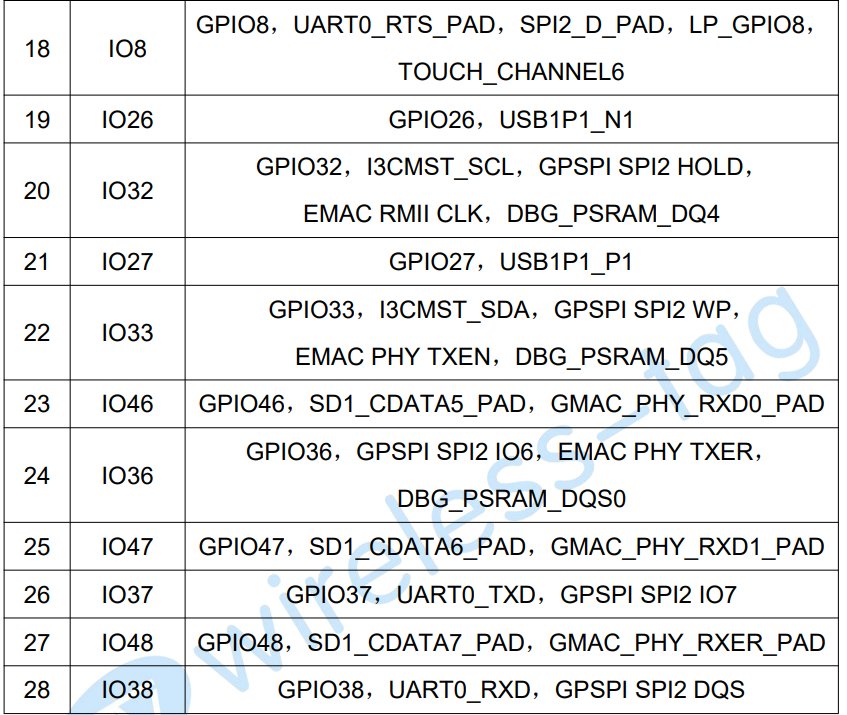 18 IO8 GPIO8，UART0_RTS_PAD，SPI2_D_PAD，LP_GPIO8，
TOUCH_CHANNEL6
19 IO26 GPIO26，USB1P1_N1
20 IO32 GPIO32，I3CMST_SCL，GPSPI SPI2 HOLD，
EMAC RMII CLK，DBG_PSRAM_DQ4
21 IO27 GPIO27，USB1P1_P1
22 IO33 GPIO33，I3CMST_SDA，GPSPI SPI2 WP，
EMAC PHY TXEN，DBG_PSRAM_DQ5
23 IO46 GPIO46，SD1_CDATA5_PAD，GMAC_PHY_RXD0_PAD
24 IO36 GPIO36，GPSPI SPI2 IO6，EMAC PHY TXER，
DBG_PSRAM_DQS0
25 IO47 GPIO47，SD1_CDATA6_PAD，GMAC_PHY_RXD1_PAD
26 IO37 GPIO37，UART0_TXD，GPSPI SPI2 IO7
27 IO48 GPIO48，SD1_CDATA7_PAD，GMAC_PHY_RXER_PAD
28 IO38 GPIO38，UART0_RXD，GPSPI SPI2 DQS
wireless-tag